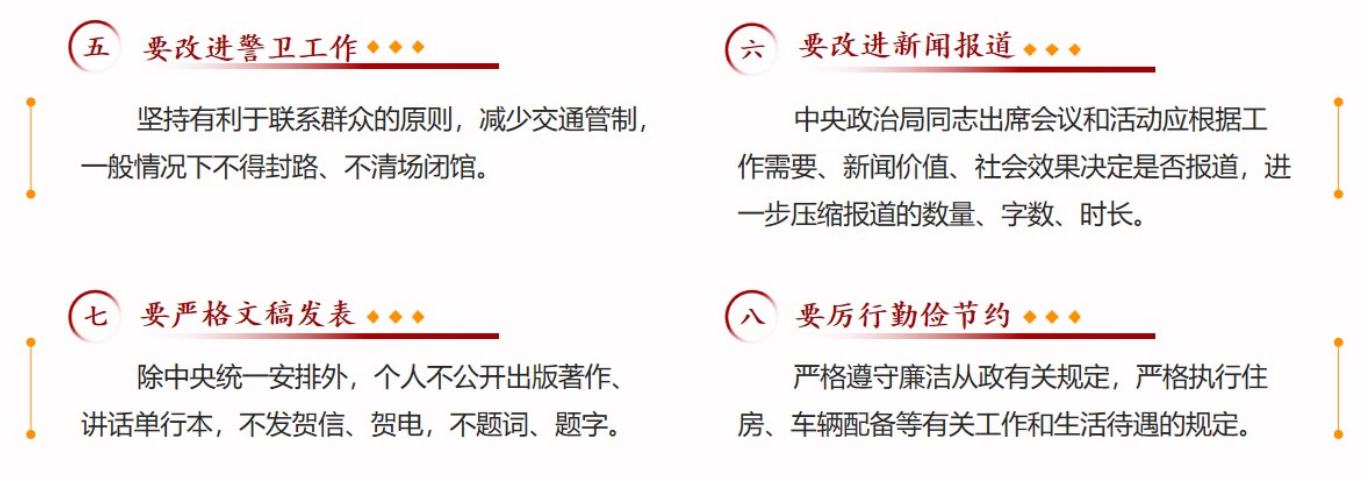 五 要改进警卫工作
坚持有利于联系群众的原则，减少交通管制，
一般情况下不得封路、不清场闭馆。
六 要改进新闻报道
中央政治局同志出席会议和活动应根据工
作需要、新闻价值、社会效果决定是否报道，进
一步压缩报道的数量、字数、时长。
七 要严格文稿发表
除中央统一安排外，个人不公开出版著作、
讲话单行本，不发贺信、贺电，不题词、题字。
八 要厉行勤俭节约
严格遵守廉洁从政有关规定，严格执行住
房、车辆配备等有关工作和生活待遇的规定。